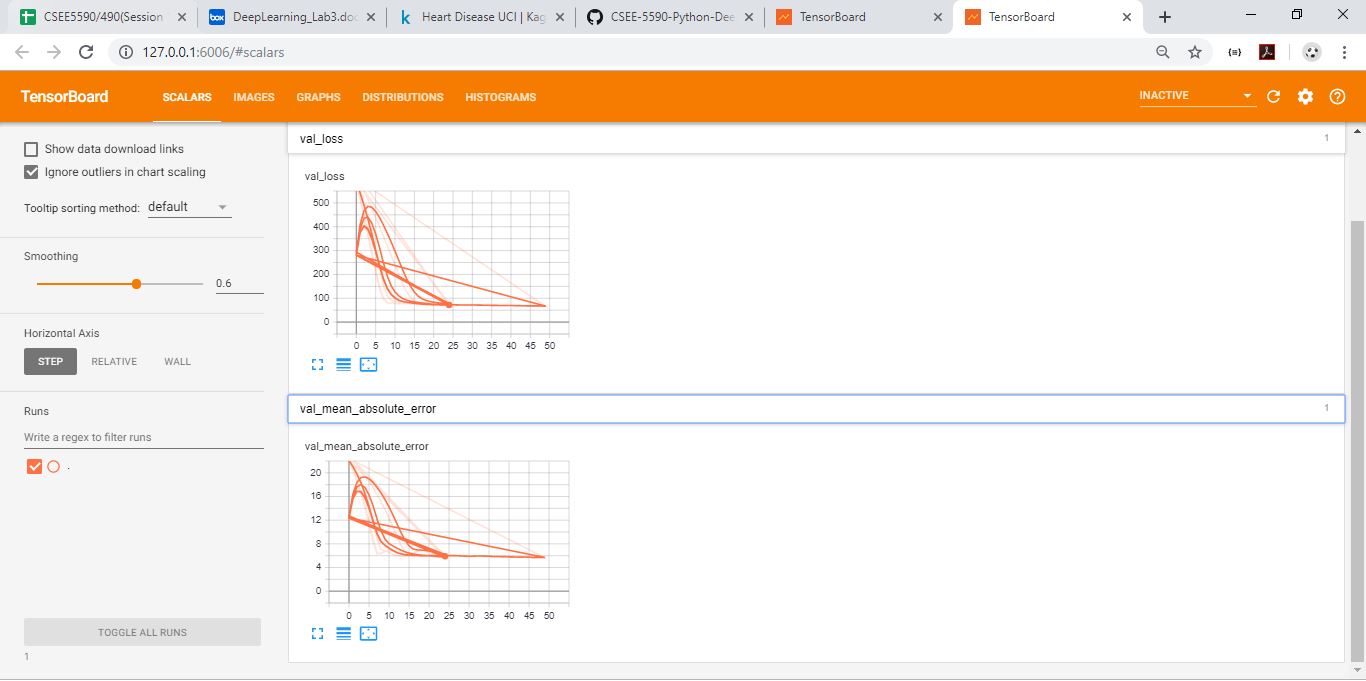 CSEE5590/490(Session
DeepLearning_Lab3.doc
Heart Disease UCI | Kag
CSEE-5590-Python-Dee
TensorBoard
TensorBoard
127.0.0.1:6006/#scalars
TensorBoard SCALARS IMAGES GRAPHS DISTRIBUTIONS HISTOGRAMS INACTIVE
Show data download links
Ignore outliers in chart scaling
Tooltip sorting method: default
Smoothing
0.6
Horizontal Axis
STEP RELATIVE WALL
Runs
Write a regex to filter runs
.
TOGGLE ALL RUNS
1
val_loss 1
val_loss
500
400
300
200
100
0
0 5 10 15 20 25 30 35 40 45 50
val_mean_absolute_error 1
val_mean_absolute_error
20
16
12
8
4
0
0 5 10 15 20 25 30 35 40 45 50